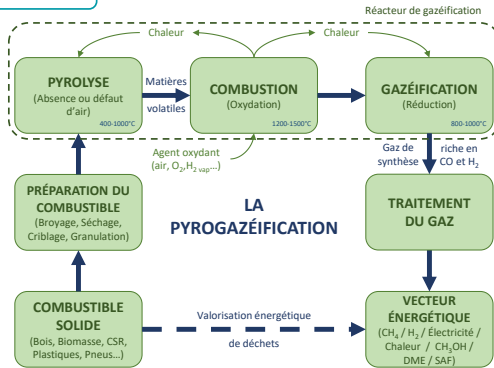 Réacteur de gazéification
Chaleur
Chaleur
PYROLYSE
(Absence ou défaut
d'air)
400-1000°C
Matières
volatiles
COMBUSTION
(Oxydation)
1200-1500°C
GAZÉIFICATION
(Réduction)
800-1000°C
Agent oxydant
(air, O₂,H₂ vap…)
Gaz de
synthèse
riche en
CO et H₂
PRÉPARATION DU
COMBUSTIBLE
(Broyage, Séchage,
Criblage, Granulation)
LA
PYROGAZÉIFICATION
TRAITEMENT
DU GAZ
COMBUSTIBLE
SOLIDE
(Bois, Biomasse, CSR,
Plastiques, Pneus…)
Valorisation énergétique
de déchets
VECTEUR
ÉNERGÉTIQUE
(CH₄ / H₂ / Électricité /
Chaleur / CH₃OH /
DME / SAF)